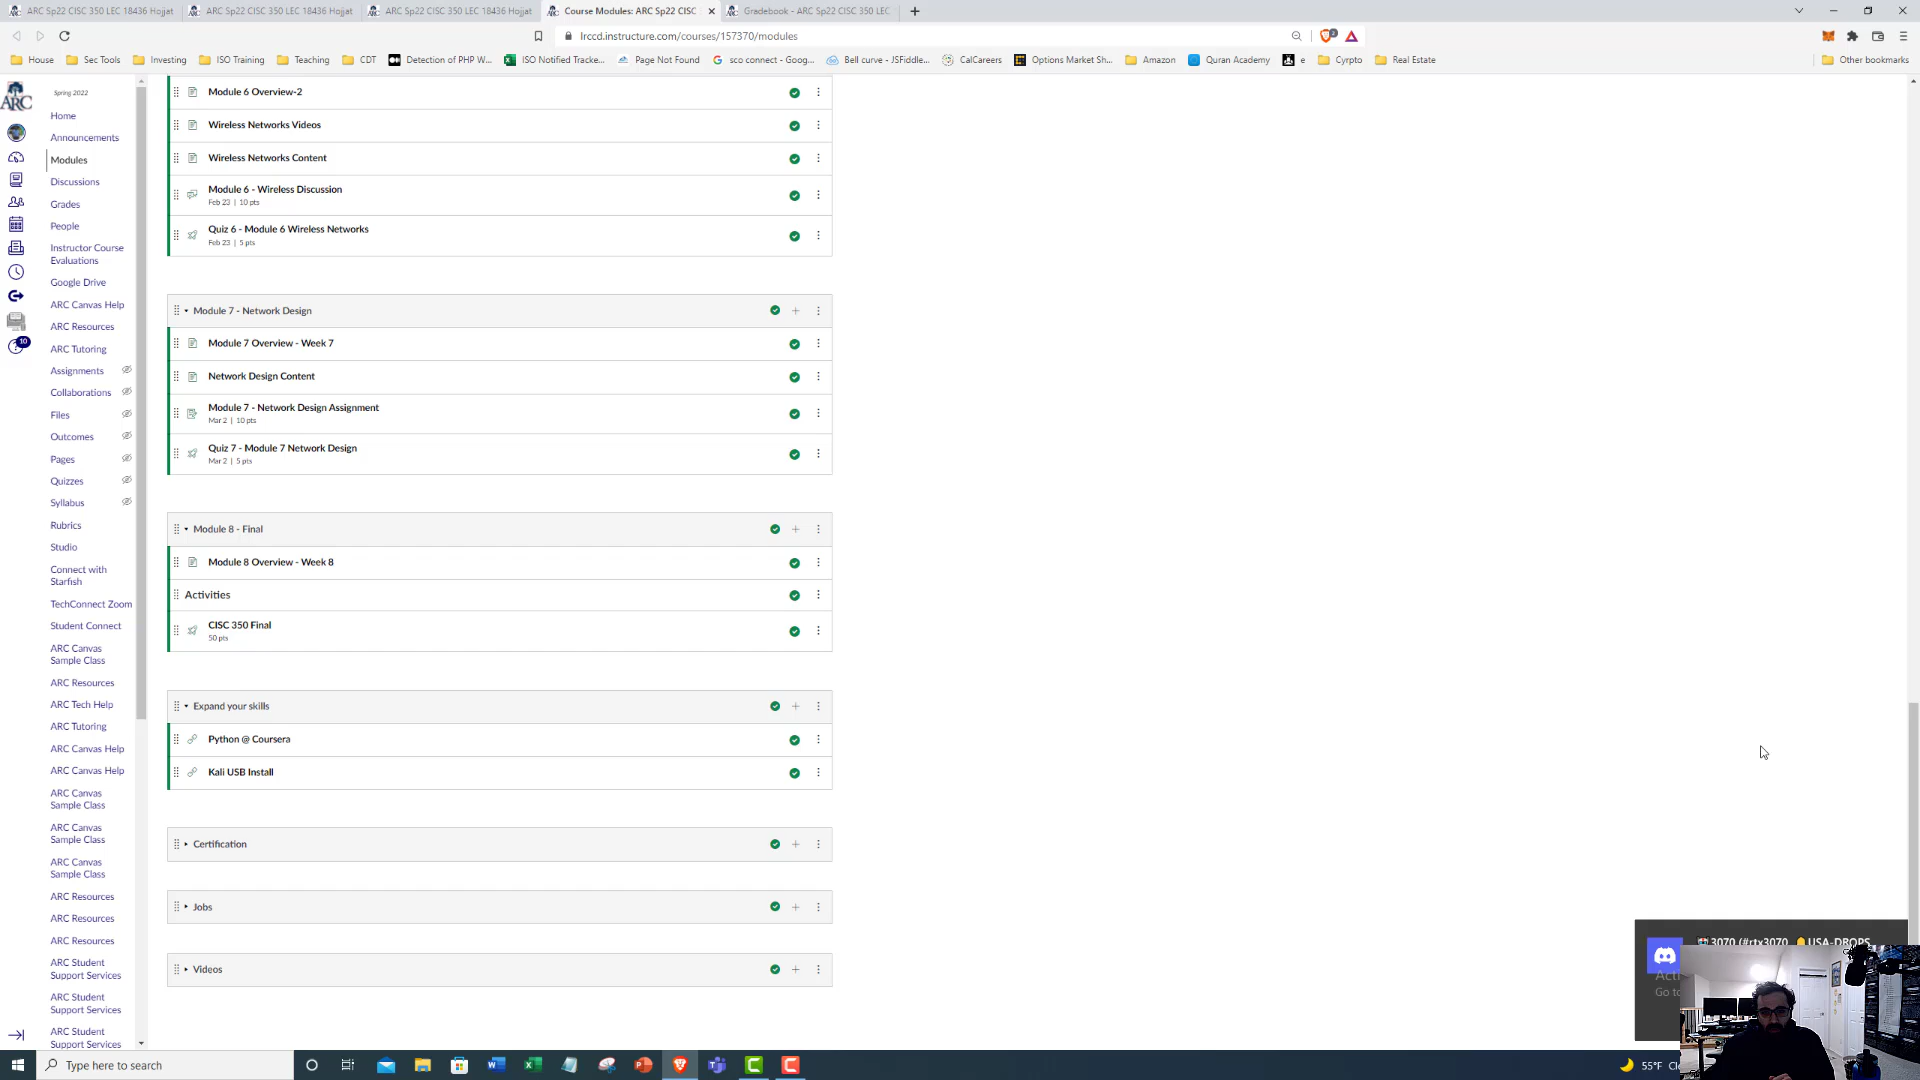 ARC Sp22 CISC 350 LEC 18436 Hojjat
ARC Sp22 CISC 350 LEC 18436 Hojjat
ARC Sp22 CISC 350 LEC 18436 Hojjat
Course Modules: ARC Sp22 CISC
Gradebook - ARC Sp22 CISC 350 LEC
lrccd.instructure.com/courses/157370/modules
House
Sec Tools
Investing
ISO Training
Teaching
CDT
Detection of PHP W...
ISO Notified Tracke...
Page Not Found
sco connect - Goog...
Bell curve - JSFiddle...
CalCareers
Options Market Sh...
Amazon
Quran Academy
e
Cyrpto
Real Estate
Other bookmarks
ARC
Spring 2022
Home
Announcements
Modules
Discussions
Grades
People
Instructor Course
Evaluations
Google Drive
ARC Canvas Help
ARC Resources
10
ARC Tutoring
Assignments
Collaborations
Files
Outcomes
Pages
Quizzes
Syllabus
Rubrics
Studio
Connect with
Starfish
TechConnect Zoom
Student Connect
ARC Canvas
Sample Class
ARC Resources
ARC Tech Help
ARC Tutoring
ARC Canvas Help
ARC Canvas Help
ARC Canvas
Sample Class
ARC Canvas
Sample Class
ARC Canvas
Sample Class
ARC Resources
ARC Resources
ARC Resources
ARC Student
Support Services
ARC Student
Support Services
ARC Student
Support Services
Module 6 Overview-2
Wireless Networks Videos
Wireless Networks Content
Module 6 - Wireless Discussion
Feb 23 | 10 pts
Quiz 6 - Module 6 Wireless Networks
Feb 23 | 5 pts
Module 7 - Network Design
Module 7 Overview - Week 7
Network Design Content
Module 7 - Network Design Assignment
Mar 2 | 10 pts
Quiz 7 - Module 7 Network Design
Mar 2 | 5 pts
Module 8 - Final
Module 8 Overview - Week 8
Activities
CISC 350 Final
50 pts
Expand your skills
Python @ Coursera
Kali USB Install
Certification
Jobs
Videos
3070 (#rtx3070
USA-DROPS
Go to
Type here to search
55°F